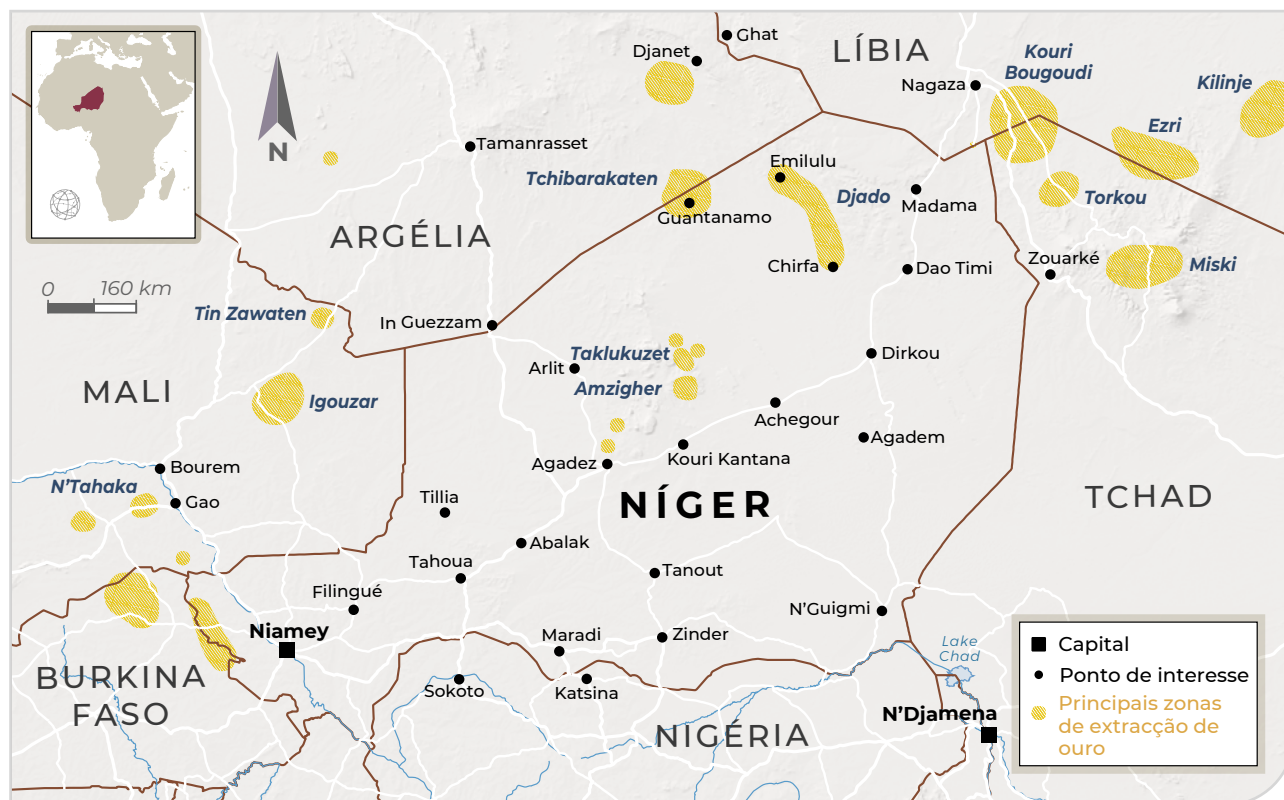 N
0 160 km
LÍBIA
Ghat
Djanet
Nagaza
Kouri
Bougoudi
Kilinje
Ezri
Tamanrasset
Tchibarakaten
Emilulu
Djado
Madama
Torkou
Guantanamo
ARGÉLIA
Chirfa
Dao Timi
Zouarké
Miski
Tin Zawaten
In Guezzam
Taklukuzet
Arlit
Amzigher
Dirkou
MALI
Igouzar
Achegour
Agadem
Kouri Kantana
Bourem
Agadez
N'Tahaka
Gao
Tillia
NÍGER
TCHAD
Abalak
Tahoua
Tanout
Filingué
N'Guigmi
Niamey
Maradi
Zinder
Lake
Chad
BURKINA
FASO
Sokoto
Katsina
N'Djamena
NIGÉRIA
Capital
Ponto de interesse
Principais zonas
de extracção de
ouro